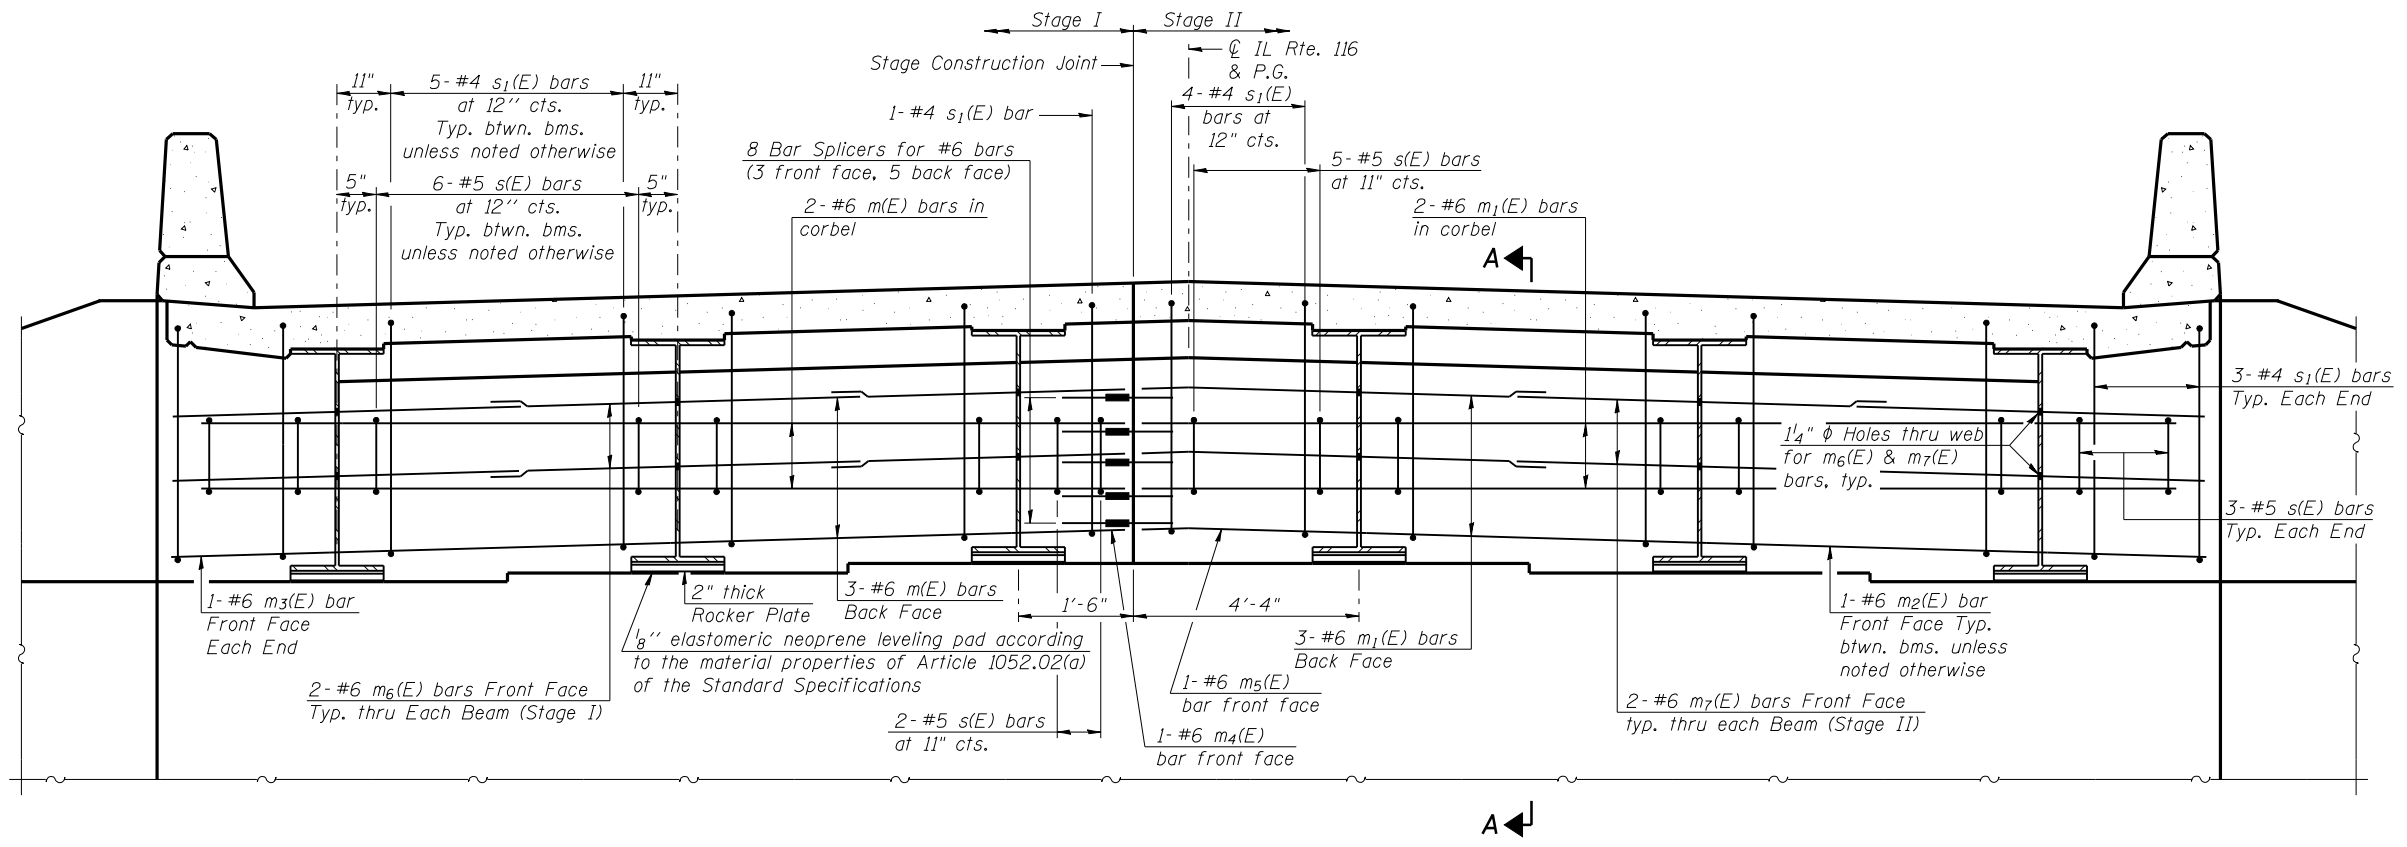 Stage I
Stage II
℄ IL Rte. 116
& P.G.
Stage Construction Joint
11"
typ.
5-#4 s1(E) bars
at 12'' cts.
Typ. btwn. bms.
unless noted otherwise
11"
typ.
1-#4 s1(E) bar
4-#4 s1(E)
bars at
12" cts.
8 Bar Splicers for #6 bars
(3 front face, 5 back face)
5-#5 s(E) bars
at 11" cts.
5"
typ.
6-#5 s(E) bars
at 12'' cts.
Typ. btwn. bms.
unless noted otherwise
5"
typ.
2-#6 m(E) bars in
corbel
2-#6 m1(E) bars
in corbel
A
3-#4 s1(E) bars
Typ. Each End
1¼" ϕ Holes thru web
for m6(E) & m7(E)
bars, typ.
3-#5 s(E) bars
Typ. Each End
1-#6 m3(E) bar
Front Face
Each End
2" thick
Rocker Plate
3-#6 m(E) bars
Back Face
1'-6"
4'-4"
1-#6 m2(E) bar
Front Face Typ.
btwn. bms. unless
noted otherwise
⅛'' elastomeric neoprene leveling pad according
to the material properties of Article 1052.02(a)
of the Standard Specifications
3-#6 m1(E) bars
Back Face
2-#6 m6(E) bars Front Face
Typ. thru Each Beam (Stage I)
1-#6 m5(E)
bar front face
2-#6 m7(E) bars Front Face
typ. thru each Beam (Stage II)
2-#5 s(E) bars
at 11" cts.
1-#6 m4(E)
bar front face
A